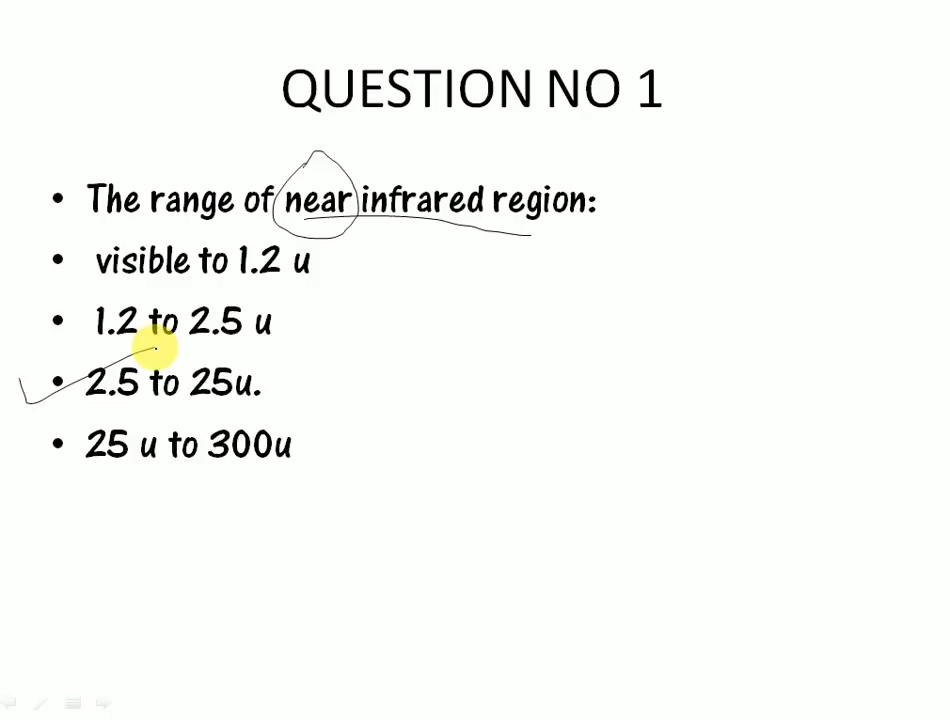 QUESTION NO 1
• The range of near infrared region:
• visible to 1.2 u
• 1.2 to 2.5 u
• 2.5 to 25u.
• 25 u to 300u